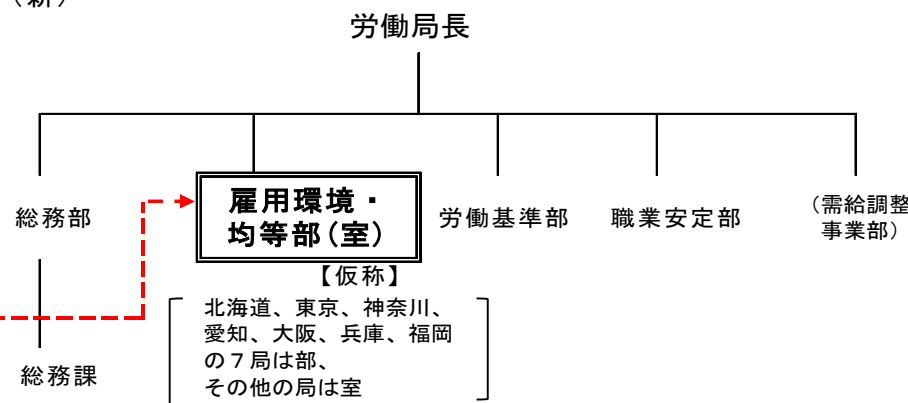 （新）
労働局長
総務部
雇用環境・
均等部(室)
労働基準部
職業安定部
（需給調整
事業部）
【仮称】
北海道、東京、神奈川、
愛知、大阪、兵庫、福岡
の７局は部、
その他の局は室
総務課